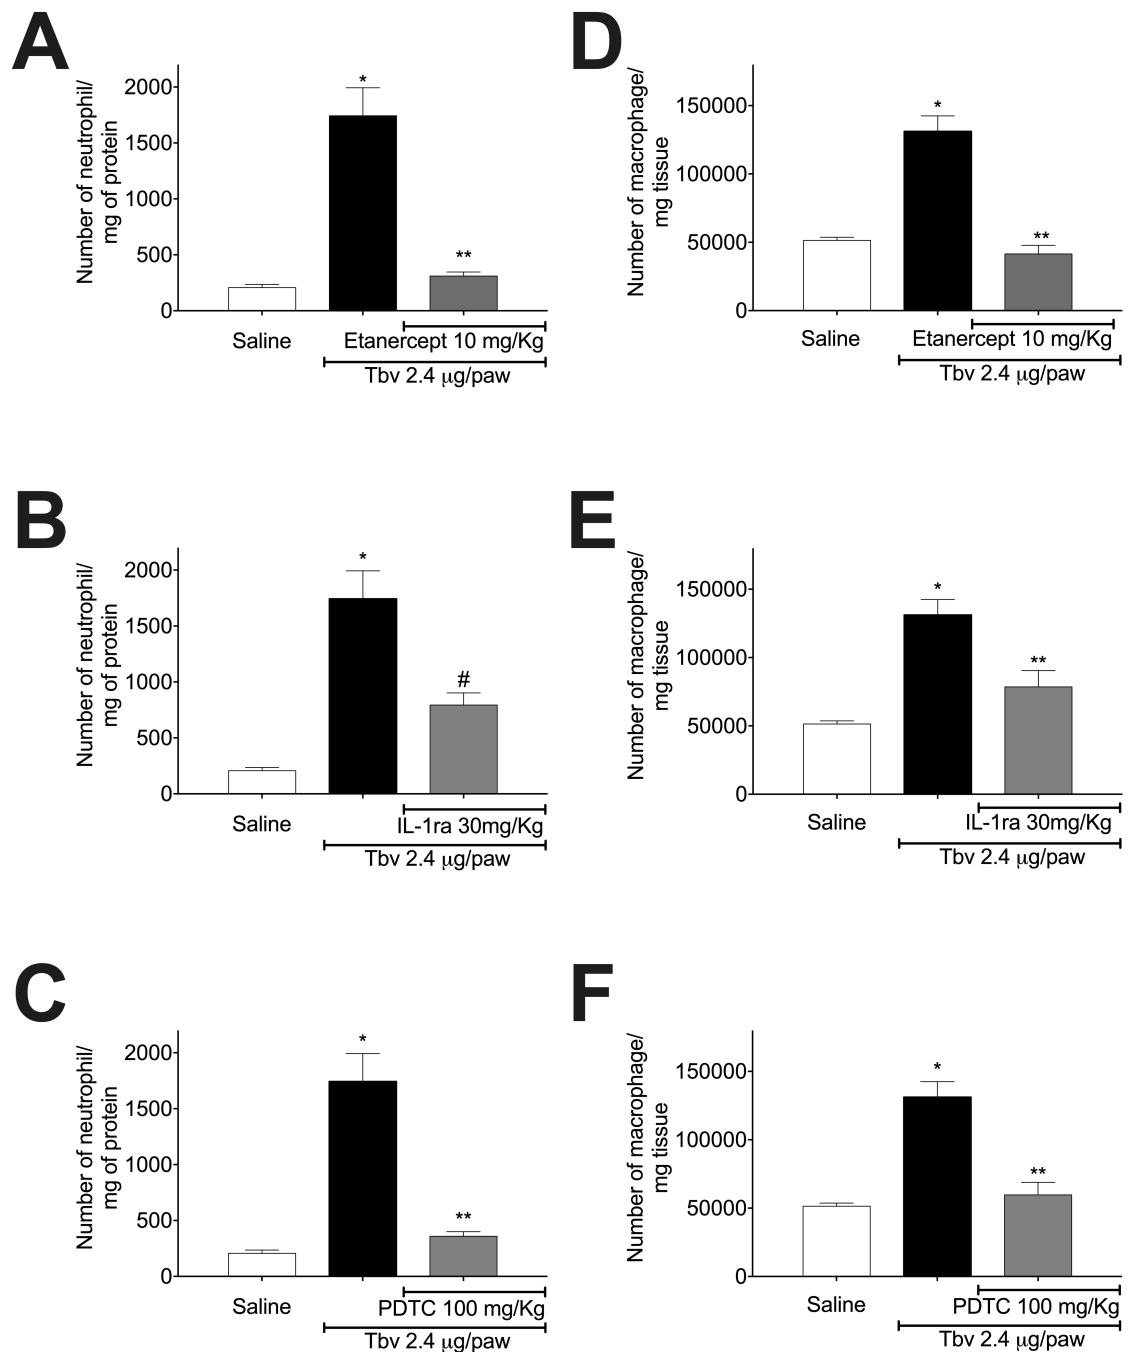 A
Number of neutrophil/
mg of protein
2000
1500
1000
500
0
*
**
Saline
Etanercept 10 mg/Kg
Tbv 2.4 μg/paw
D
Number of macrophage/
mg tissue
150000
100000
50000
0
*
**
Saline
Etanercept 10 mg/Kg
Tbv 2.4 μg/paw
B
Number of neutrophil/
mg of protein
2000
1500
1000
500
0
*
#
Saline
IL-1ra 30mg/Kg
Tbv 2.4 μg/paw
E
Number of macrophage/
mg tissue
150000
100000
50000
0
*
**
Saline
IL-1ra 30mg/Kg
Tbv 2.4 μg/paw
C
Number of neutrophil/
mg of protein
2000
1500
1000
500
0
*
**
Saline
PDTC 100 mg/Kg
Tbv 2.4 μg/paw
F
Number of macrophage/
mg tissue
150000
100000
50000
0
*
**
Saline
PDTC 100 mg/Kg
Tbv 2.4 μg/paw